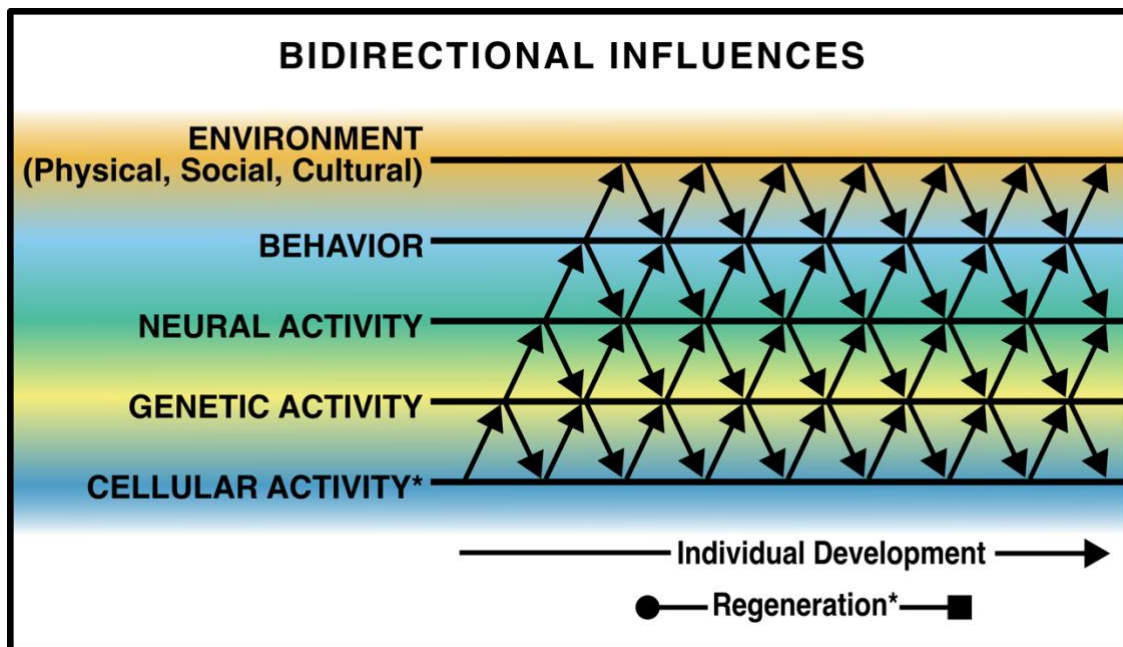 BIDIRECTIONAL INFLUENCES
ENVIRONMENT
(Physical, Social, Cultural)
BEHAVIOR
NEURAL ACTIVITY
GENETIC ACTIVITY
CELLULAR ACTIVITY*
Individual Development
Regeneration*